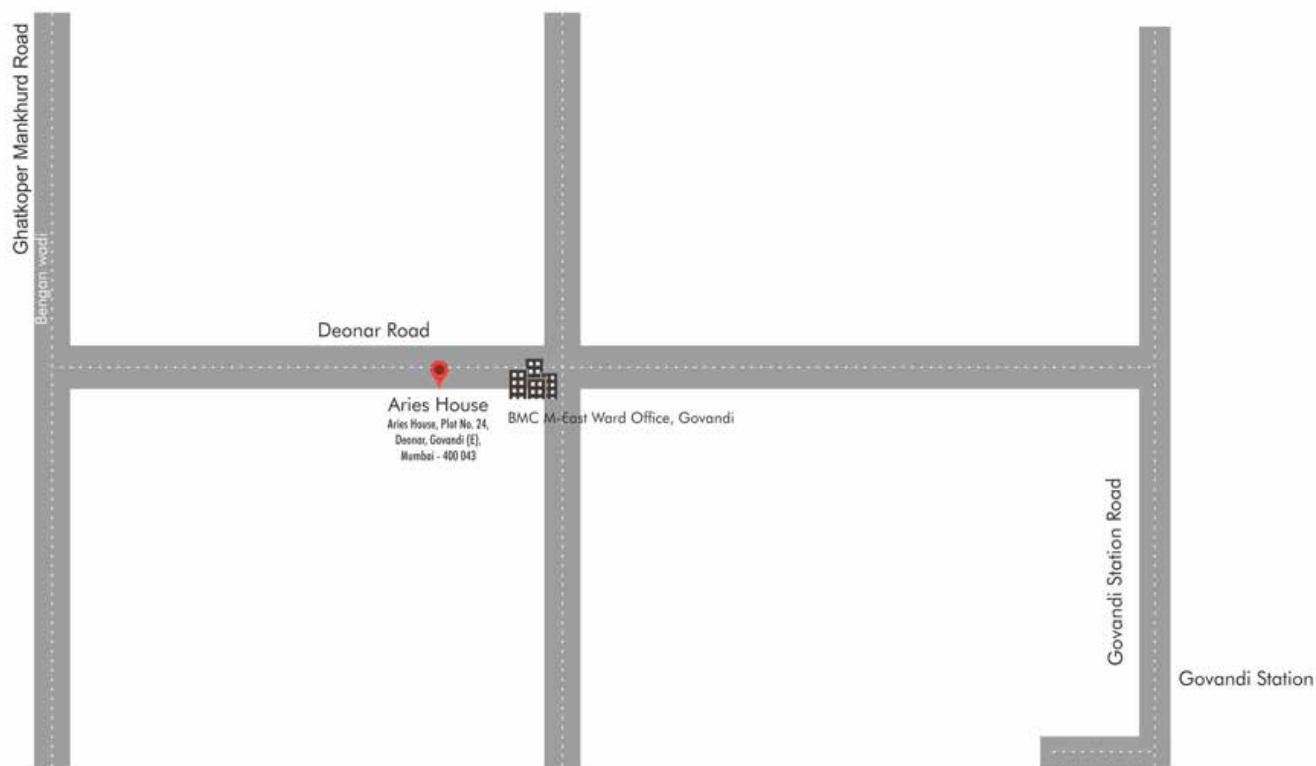 Ghatkoper Mankhurd Road
Bengan wadi
Deonar Road
Aries House
Aries House, Plot No. 24,
Deonar, Govandi (E),
Mumbai - 400 043
BMC M-East Ward Office, Govandi
Govandi Station Road
Govandi Station